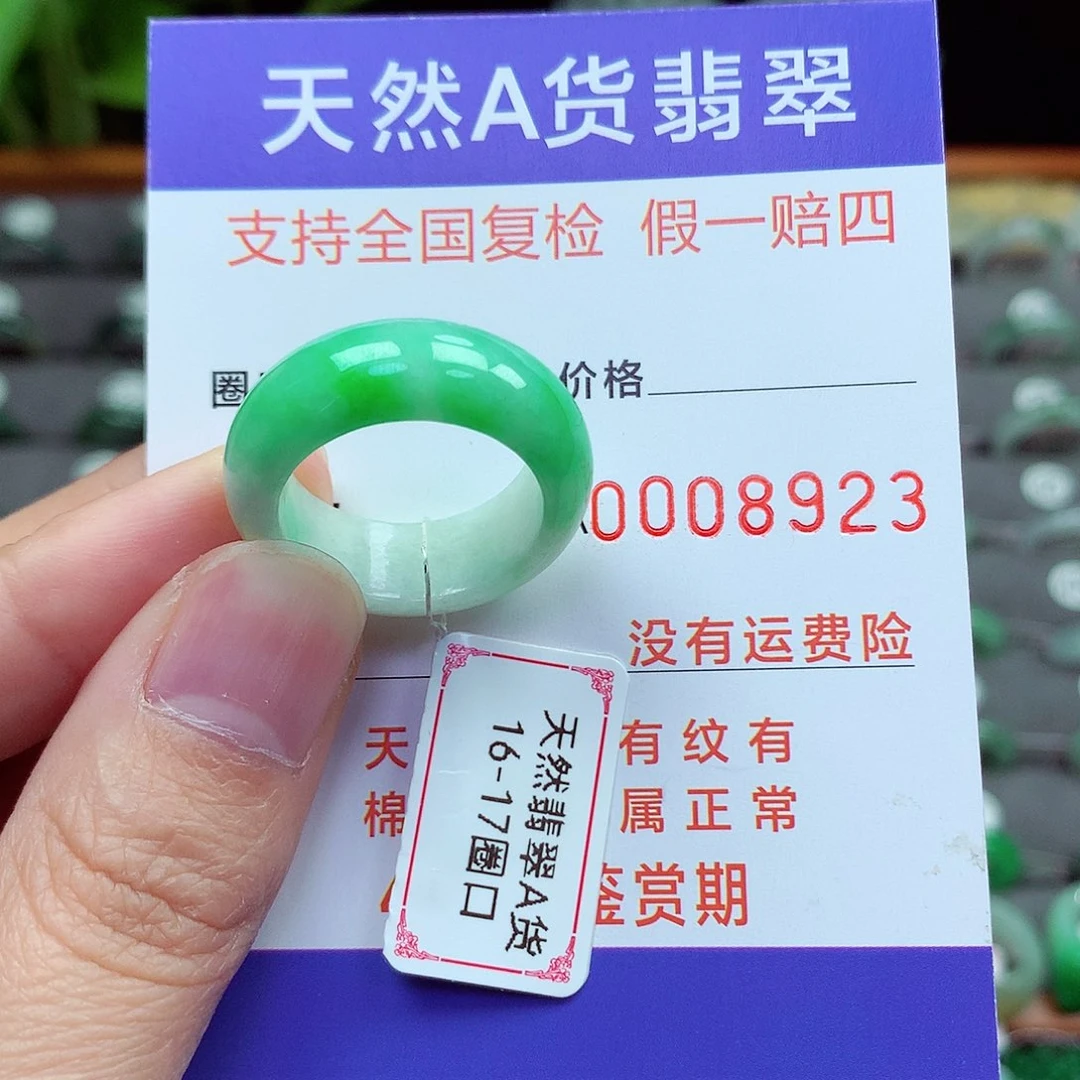 天然A货翡翠
支持全国复检 假一赔四
圈 价格
0008923
没有运费险
天 有纹有
棉 属正常
鉴赏期
天然翡翠A货
16-17圈口